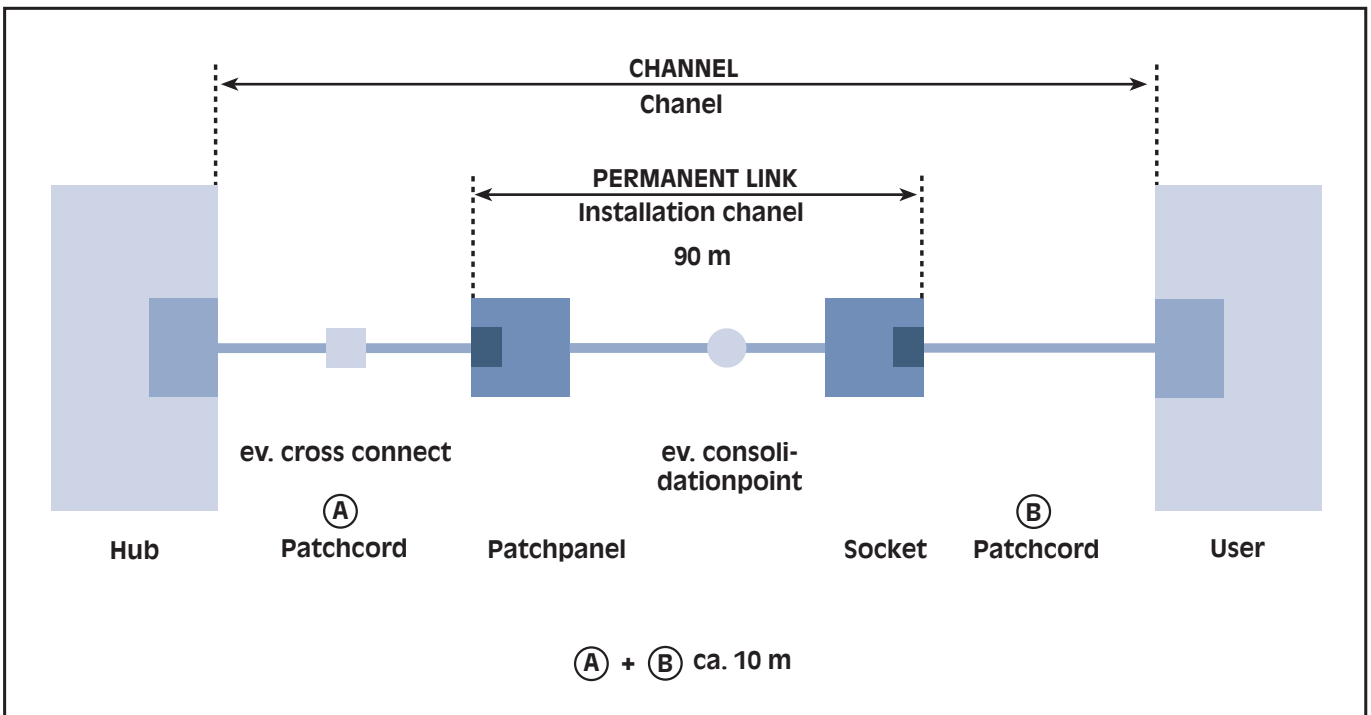 CHANNEL
Chanel
PERMANENT LINK
Installation chanel
90 m
ev. cross connect
ev. consoli-
dationpoint
A
B
Hub
Patchcord
Patchpanel
Socket
Patchcord
User
A + B ca. 10 m